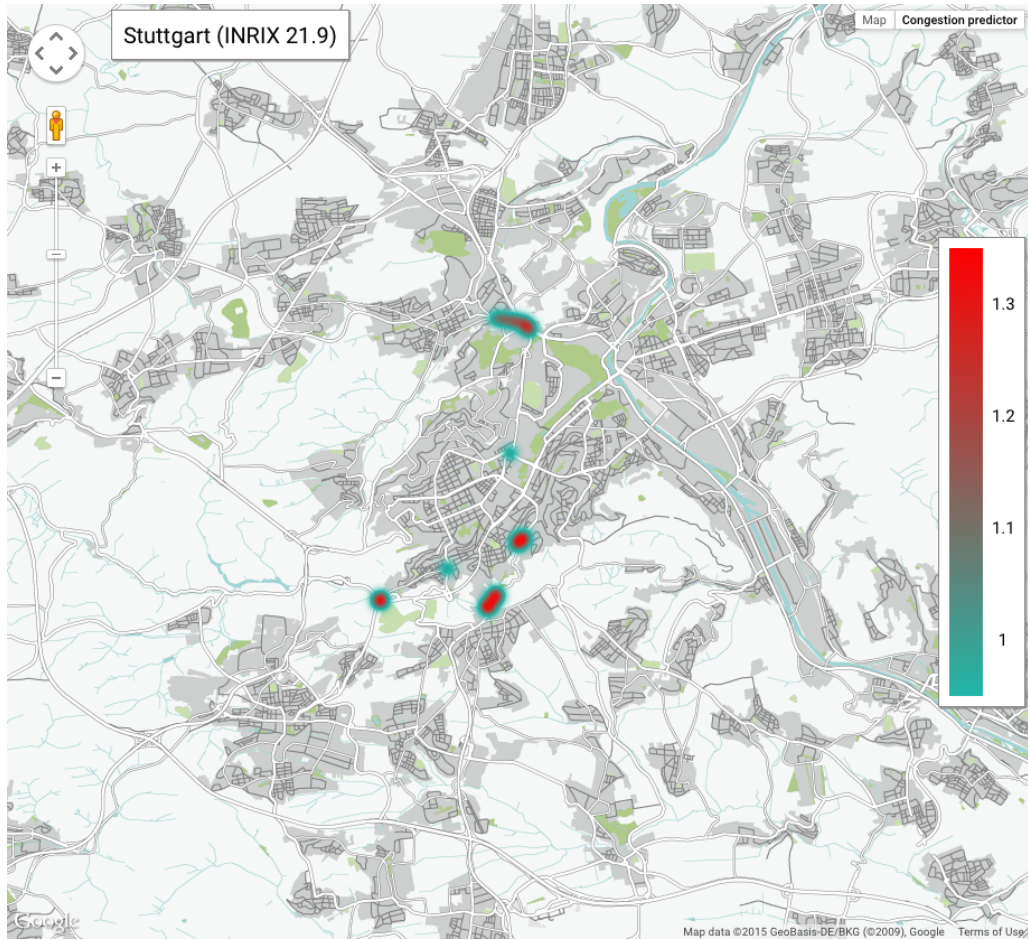 Stuttgart (INRIX 21.9)
Map
Congestion predictor
1.3
1.2
1.1
1
Google
Map data ©2015 GeoBasis-DE/BKG (©2009), Google
Terms of Use